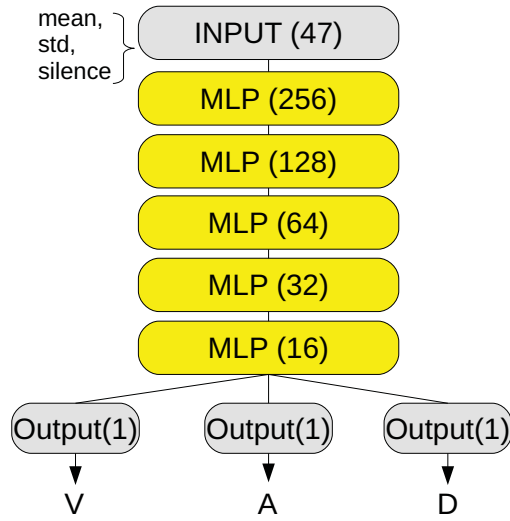 mean,
std,
silence
INPUT (47)
MLP (256)
MLP (128)
MLP (64)
MLP (32)
MLP (16)
Output(1) Output(1) Output(1)
V A D